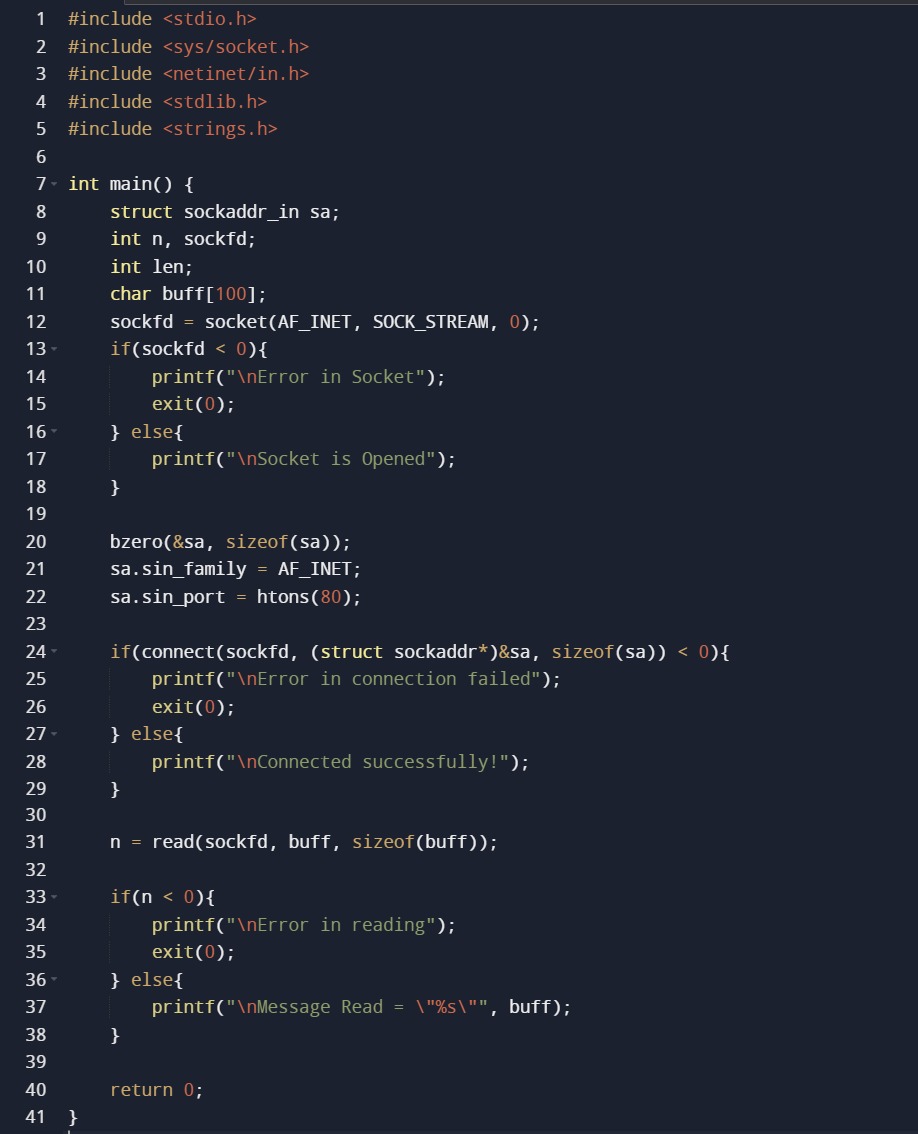 1 #include <stdio.h>
2 #include <sys/socket.h>
3 #include <netinet/in.h>
4 #include <stdlib.h>
5 #include <strings.h>
6
7 int main() {
8     struct sockaddr_in sa;
9     int n, sockfd;
10     int len;
11     char buff[100];
12     sockfd = socket(AF_INET, SOCK_STREAM, 0);
13     if(sockfd < 0){
14         printf("\nError in Socket");
15         exit(0);
16     } else{
17         printf("\nSocket is Opened");
18     }
19
20     bzero(&sa, sizeof(sa));
21     sa.sin_family = AF_INET;
22     sa.sin_port = htons(80);
23
24     if(connect(sockfd, (struct sockaddr*)&sa, sizeof(sa)) < 0){
25         printf("\nError in connection failed");
26         exit(0);
27     } else{
28         printf("\nConnected successfully!");
29     }
30
31     n = read(sockfd, buff, sizeof(buff));
32
33     if(n < 0){
34         printf("\nError in reading");
35         exit(0);
36     } else{
37         printf("\nMessage Read = \"%s\"", buff);
38     }
39
40     return 0;
41 }